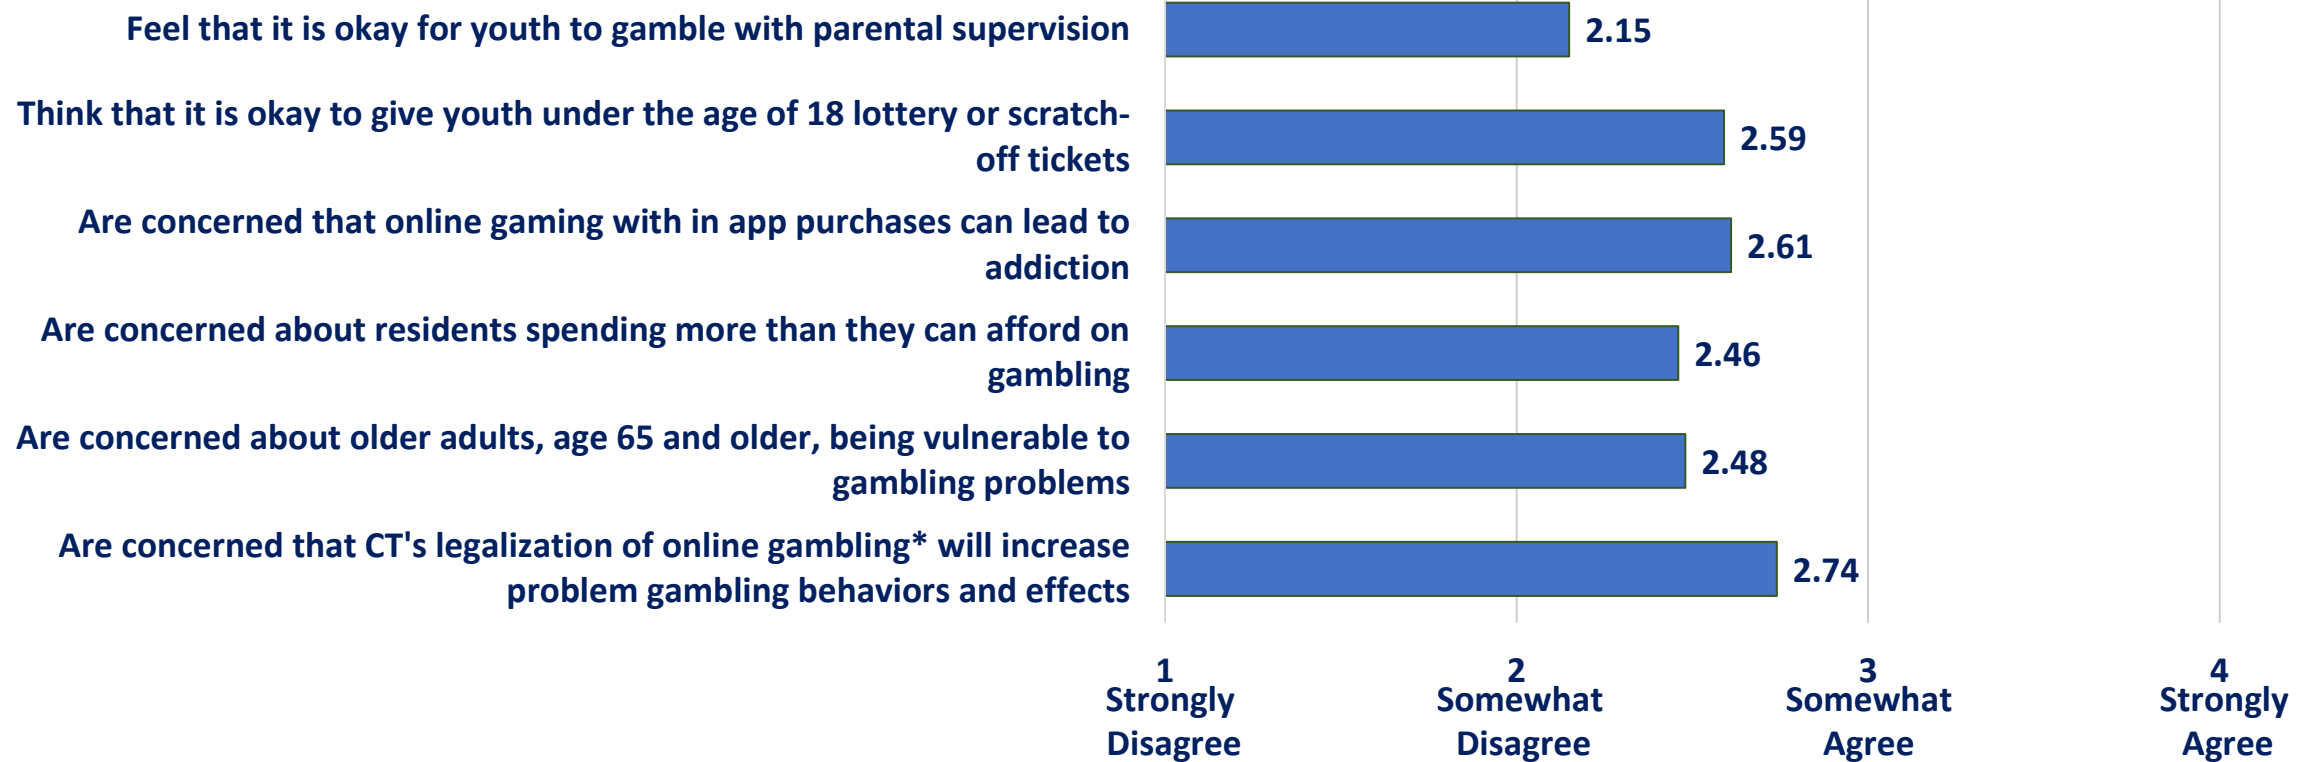 Feel that it is okay for youth to gamble with parental supervision
2.15
Think that it is okay to give youth under the age of 18 lottery or scratch-
off tickets
2.59
Are concerned that online gaming with in app purchases can lead to
addiction
2.61
Are concerned about residents spending more than they can afford on
gambling
2.46
Are concerned about older adults, age 65 and older, being vulnerable to
gambling problems
2.48
Are concerned that CT's legalization of online gambling* will increase
problem gambling behaviors and effects
2.74
1 2 3 4
Strongly Somewhat Somewhat Strongly
Disagree Disagree Agree Agree